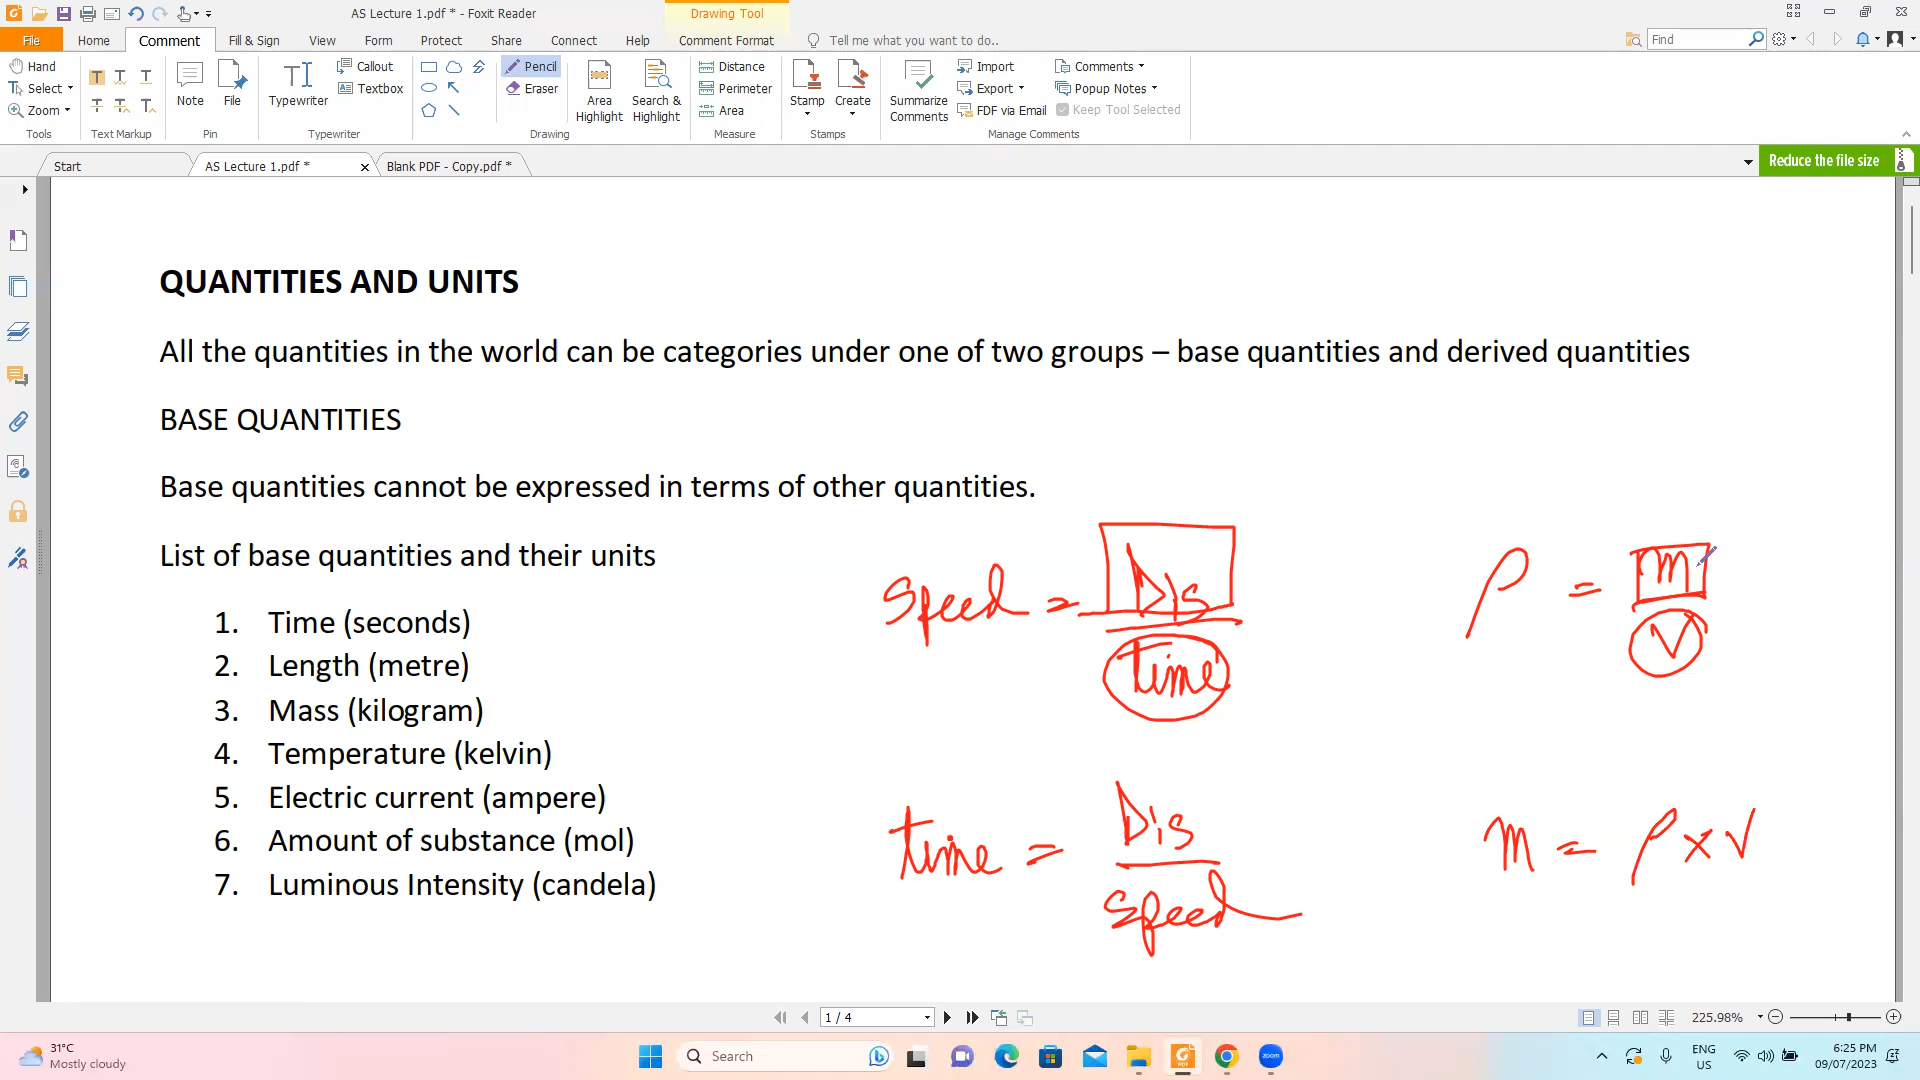 AS Lecture 1.pdf * - Foxit Reader
Drawing Tool
File Home Comment Fill & Sign View Form Protect Share Connect Help Comment Format Tell me what you want to do.. Find
Hand
Select
Zoom
Tools
Text Markup
Note
File
Pin
Typewriter
Callout
Textbox
Typewriter
Pencil
Eraser
Area Highlight
Search & Highlight
Drawing
Distance
Perimeter
Area
Measure
Stamp
Create
Stamps
Summarize Comments
Import
Export
FDF via Email
Comments
Popup Notes
Keep Tool Selected
Manage Comments
Start
AS Lecture 1.pdf *
Blank PDF - Copy.pdf *
Reduce the file size
QUANTITIES AND UNITS
All the quantities in the world can be categories under one of two groups – base quantities and derived quantities
BASE QUANTITIES
Base quantities cannot be expressed in terms of other quantities.
List of base quantities and their units
1. Time (seconds)
2. Length (metre)
3. Mass (kilogram)
4. Temperature (kelvin)
5. Electric current (ampere)
6. Amount of substance (mol)
7. Luminous Intensity (candela)
Speed = Dis
time
ρ = m
V
time = Dis
speed
m = ρ × V
1 / 4
225.98%
31°C
Mostly cloudy
Search
zoom
ENG
US
6:25 PM
09/07/2023